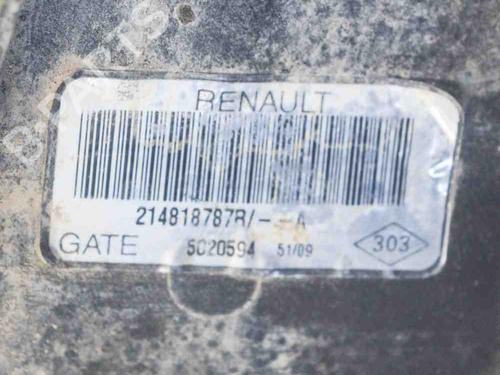 RENAULT
214818787R/--A
GATE 5020594 51/09 303